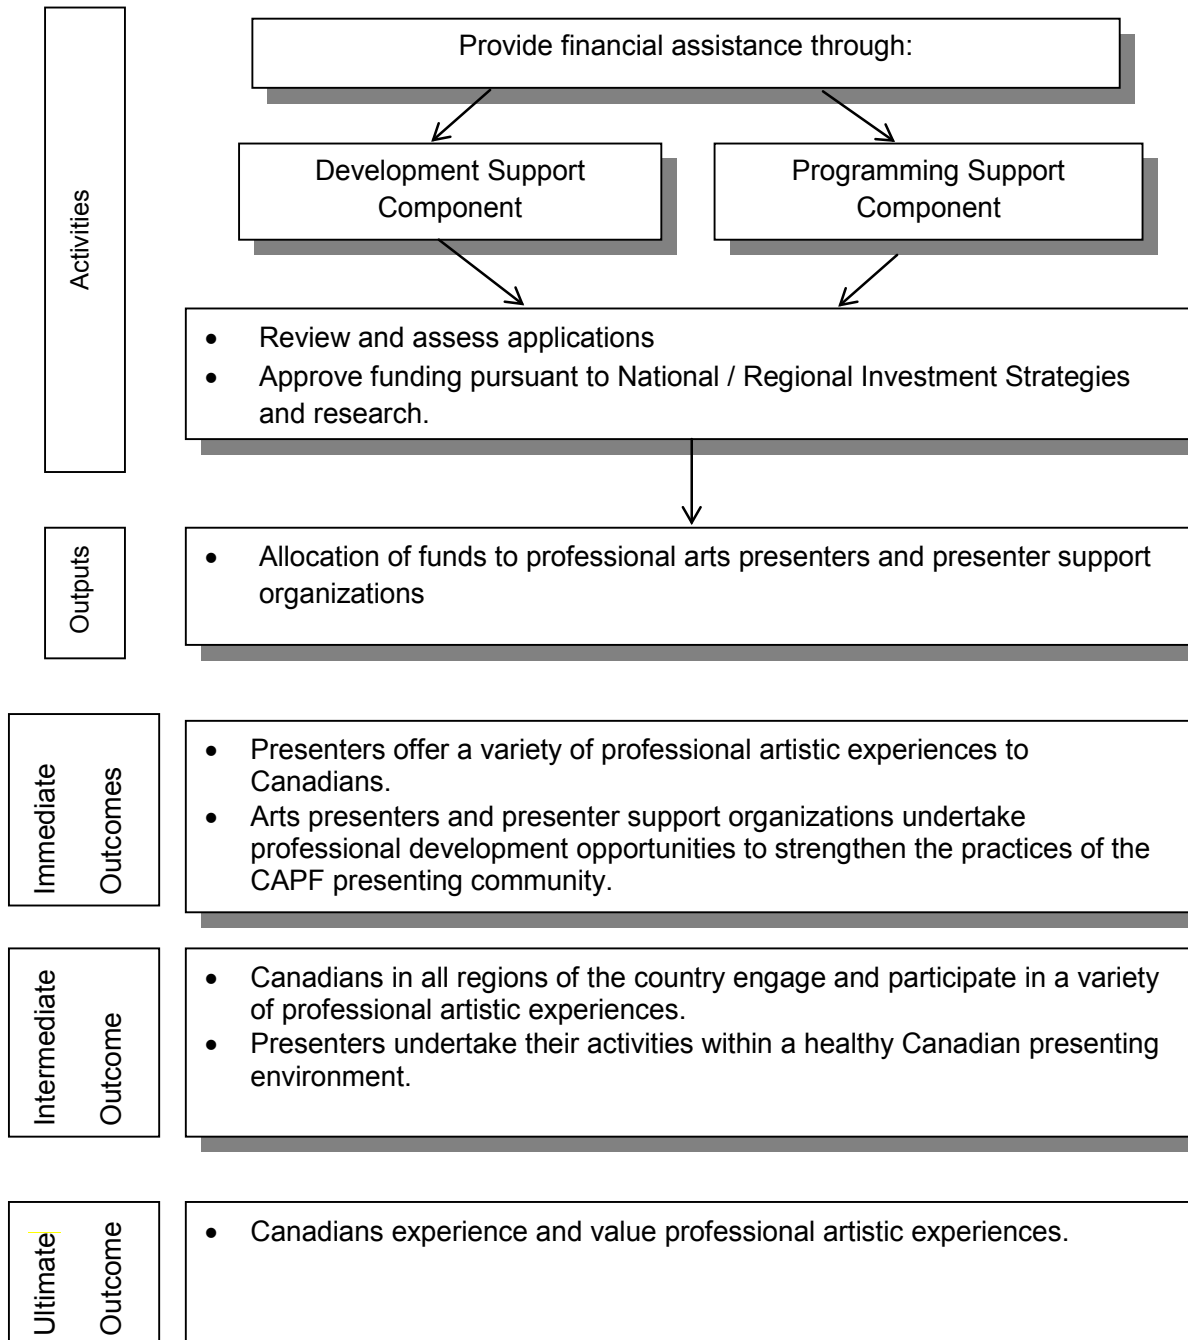 Activities
Provide financial assistance through:
Development Support
Component
Programming Support
Component
• Review and assess applications
• Approve funding pursuant to National / Regional Investment Strategies
and research.
Outputs
• Allocation of funds to professional arts presenters and presenter support
organizations
Immediate
Outcomes
• Presenters offer a variety of professional artistic experiences to
Canadians.
• Arts presenters and presenter support organizations undertake
professional development opportunities to strengthen the practices of the
CAPF presenting community.
Intermediate
Outcome
• Canadians in all regions of the country engage and participate in a variety
of professional artistic experiences.
• Presenters undertake their activities within a healthy Canadian presenting
environment.
Ultimate
Outcome
• Canadians experience and value professional artistic experiences.